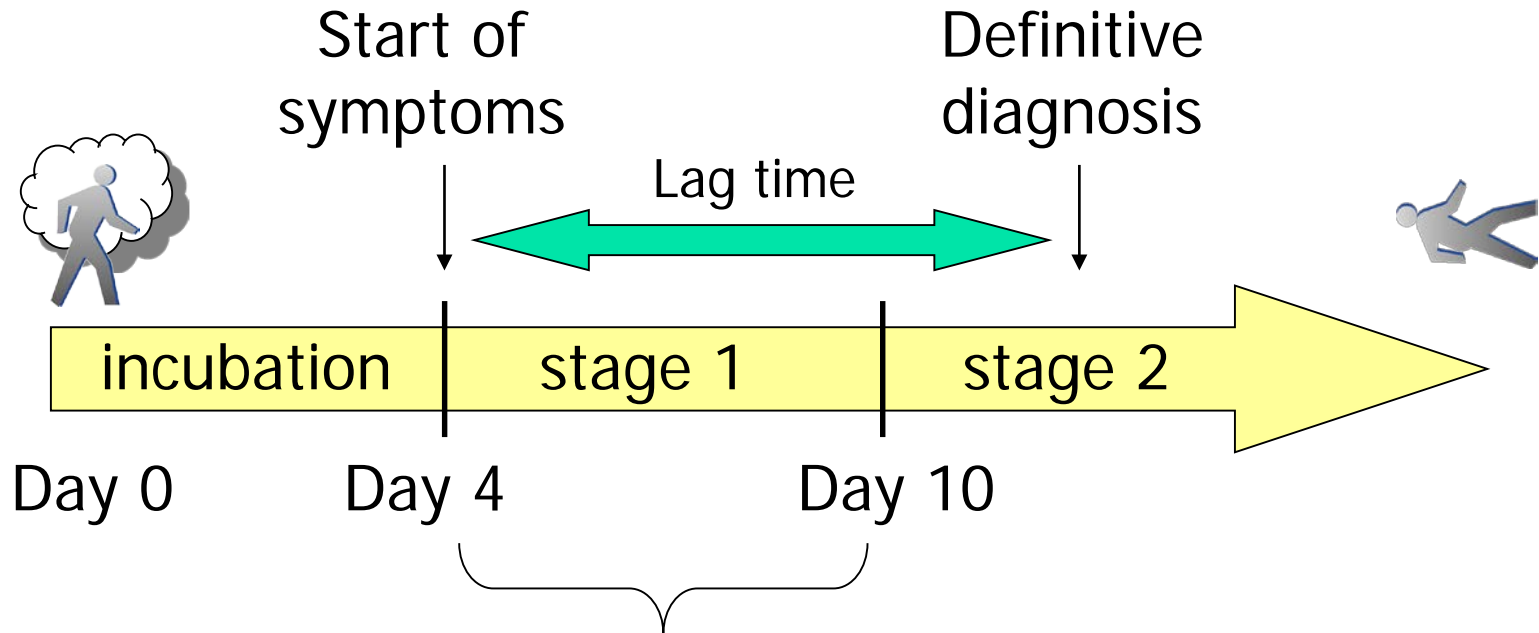 Start of
symptoms
Definitive
diagnosis
Lag time
incubation
stage 1
stage 2
Day 0
Day 4
Day 10